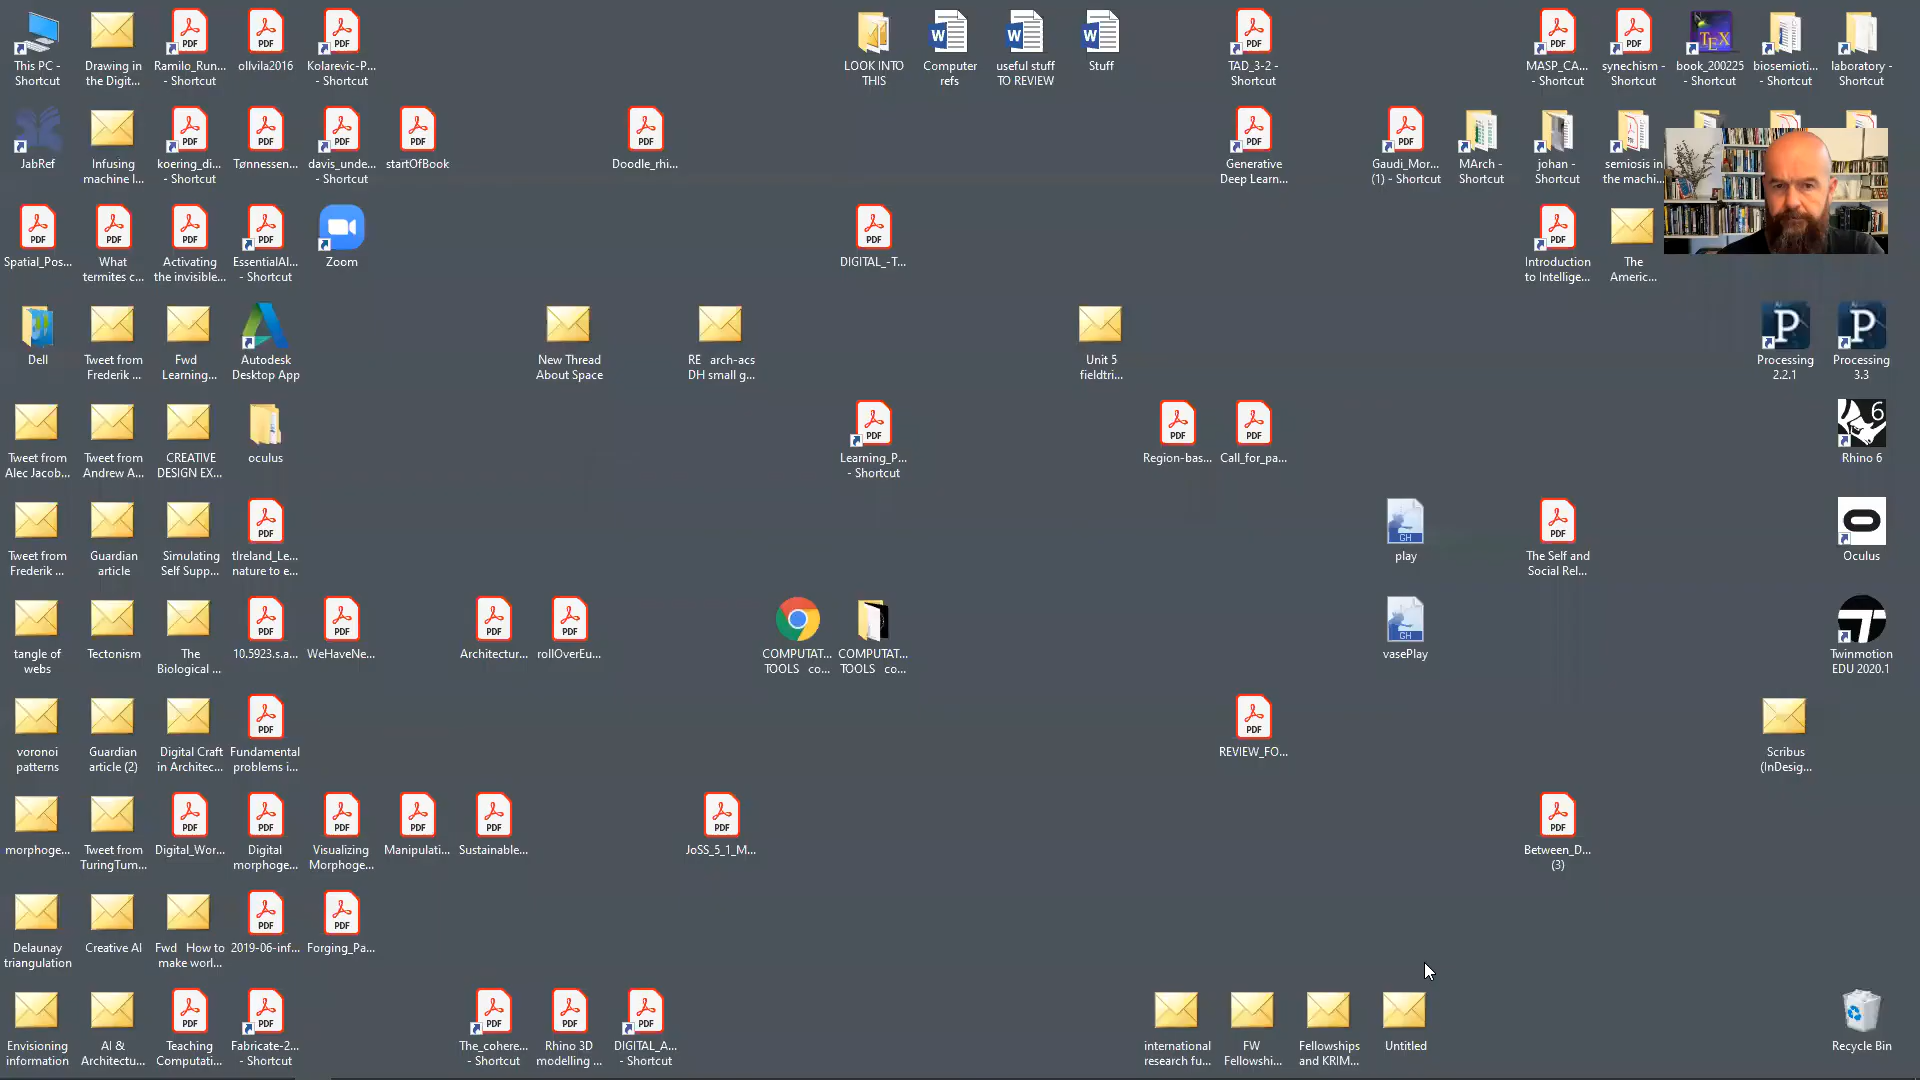 This PC -
Shortcut
Drawing in
the Digit...
Ramilo_Run...
- Shortcut
ollvila2016
Kolarevic-P...
- Shortcut
LOOK INTO
THIS
Computer
refs
useful stuff
TO REVIEW
Stuff
TAD_3-2 -
Shortcut
MASP_CA...
- Shortcut
synechism -
Shortcut
book_200225
- Shortcut
biosemioti...
- Shortcut
laboratory -
Shortcut
JabRef
Infusing
machine l...
koering_di...
- Shortcut
Tønnessen...
davis_unde...
- Shortcut
startOfBook
Doodle_rhi...
Generative
Deep Learn...
Gaudi_Mor...
(1) - Shortcut
MArch -
Shortcut
johan -
Shortcut
semiosis in
the machi...
Spatial_Pos...
What
termites c...
Activating
the invisible...
EssentialAl...
- Shortcut
Zoom
DIGITAL_-T...
Introduction
to Intellige...
The
Americ...
Dell
Tweet from
Frederik ...
Fwd
Learning...
Autodesk
Desktop App
New Thread
About Space
RE arch-acs
DH small g...
Unit 5
fieldtri...
Processing
2.2.1
Processing
3.3
Tweet from
Alec Jacob...
Tweet from
Andrew A...
CREATIVE
DESIGN EX...
oculus
Learning_P...
- Shortcut
Region-bas...
Call_for_pa...
Rhino 6
Tweet from
Frederik ...
Guardian
article
Simulating
Self Supp...
tIreland_Le...
nature to e...
play
The Self and
Social Rel...
Oculus
tangle of
webs
Tectonism
The
Biological ...
10.5923.s.a...
WeHaveNe...
Architectur...
rollOverEu...
COMPUTAT...
TOOLS co...
COMPUTAT...
TOOLS co...
vasePlay
Twinmotion
EDU 2020.1
voronoi
patterns
Guardian
article (2)
Digital Craft
in Architec...
Fundamental
problems i...
REVIEW_FO...
Scribus
(InDesig...
morphoge...
Tweet from
TuringTum...
Digital_Wor...
Digital
morphoge...
Visualizing
Morphoge...
Manipulati...
Sustainable...
JoSS_5_1_M...
Between_D...
(3)
Delaunay
triangulation
Creative AI
Fwd How to
make worl...
2019-06-inf...
Forging_Pa...
Envisioning
information
AI &
Architectu...
Teaching
Computati...
Fabricate-2...
- Shortcut
The_cohere...
- Shortcut
Rhino 3D
modelling ...
DIGITAL_A...
- Shortcut
international
research fu...
FW
Fellowshi...
Fellowships
and KRIM...
Untitled
Recycle Bin